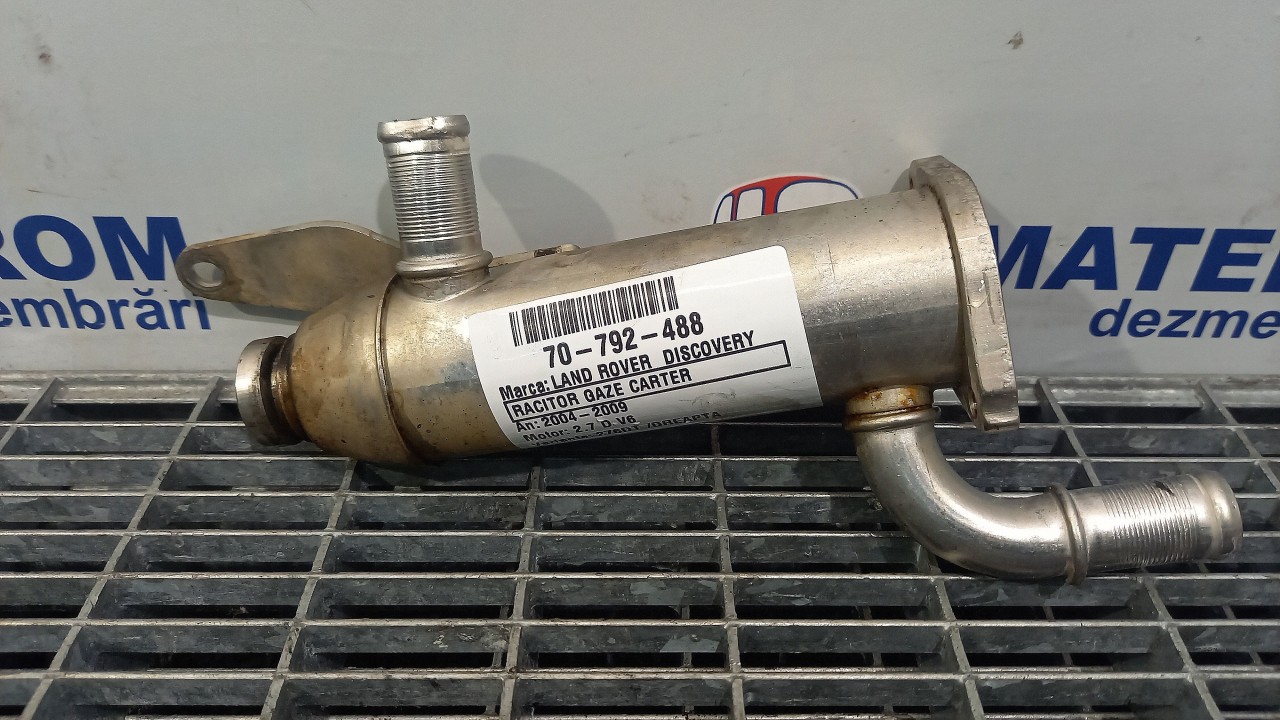 ROM
embrări
MATE
dezme
70-792-488
Marca: LAND ROVER DISCOVERY
RACITOR GAZE CARTER
An: 2004-2009
Motor: 2.7 D V6